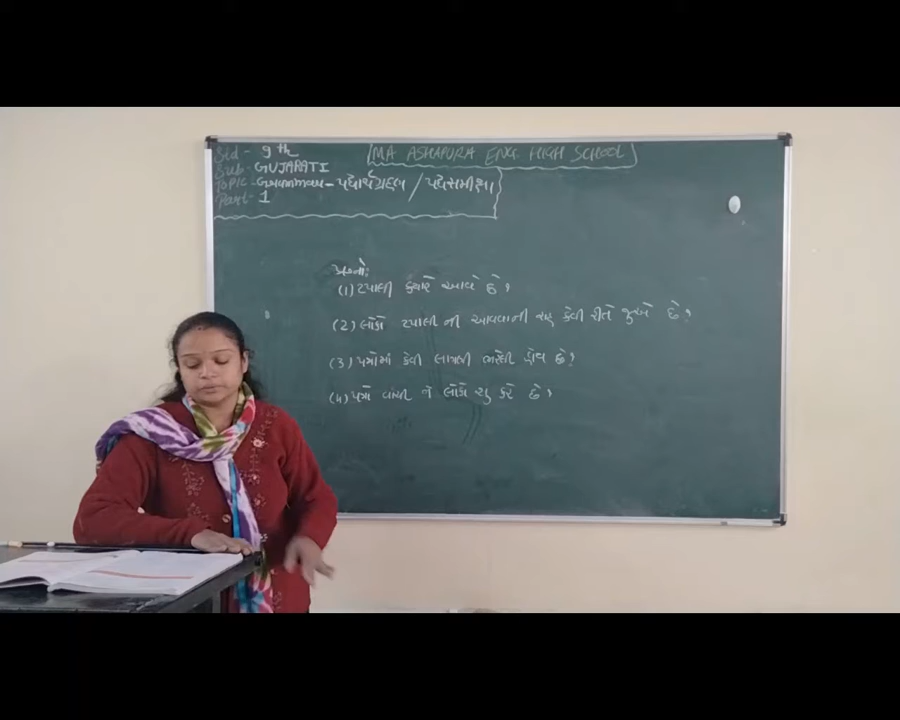 Std - 9th
MA ASHAPURA ENG. HIGH SCHOOL
Sub - GUJARATI
Topic - Grammar - પદ્યાર્થગ્રહણ / પદ્યસમીક્ષા
Part - 1
પ્રશ્નો:
(1) ટપાલી ક્યારે આવે છે?
(2) લોકો ટપાલી ની આવવાની રાહ કેવી રીતે જુએ છે?
(3) પત્રોમાં કેવી લાગણી ભરેલી હોય છે?
(4) પત્રો વાંચી ને લોકો શુ કરે છે?